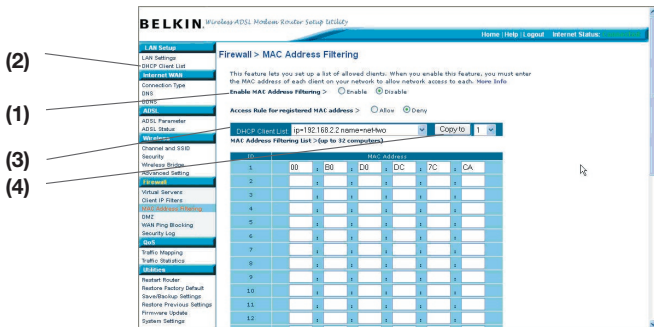 BELKIN. Wireless ADSL Modem Router Setup Utility
Home | Help | Logout Internet Status:
(2)
(1)
(3)
(4)
LAN Setup
LAN Settings
DHCP Client List
Internet WAN
Connection Type
DNS
DDNS
ADSL
ADSL Parameter
ADSL Status
Wireless
Channel and SSID
Security
Wireless Bridge
Advanced Setting
Firewall
Virtual Servers
Client IP Filters
MAC Address Filtering
DMZ
WAN Ping Blocking
Security Log
QoS
Traffic Mapping
Traffic Statistics
Utilities
Restart Router
Restore Factory Default
Save/Backup Settings
Restore Previous Settings
Firmware Update
System Settings
Firewall > MAC Address Filtering
This feature lets you set up a list of allowed clients. When you enable this feature, you must enter
the MAC address of each client on your network to allow network access to each. More Info
Enable MAC Address Filtering > Enable Disable
Access Rule for registered MAC address > Allow Deny
DHCP Client List ip=192.168.2.2 name=net-two Copy to 1
MAC Address Filtering List >(up to 32 computers)
ID MAC Address
1 00 : B0 : D0 : DC : 7C : CA
2 : : : : :
3 : : : : :
4 : : : : :
5 : : : : :
6 : : : : :
7 : : : : :
8 : : : : :
9 : : : : :
10 : : : : :
11 : : : : :
12 : : : : :